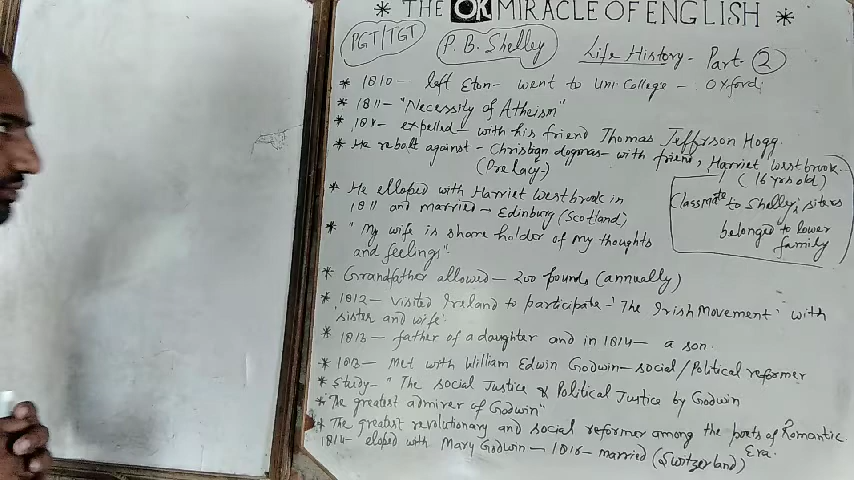 * THE OK MIRACLE OF ENGLISH *
PGT/TGT P. B. Shelley Life History - Part - 2
* 1810 - left Eton - went to Uni. College - Oxford.
* 1811 - "Necessity of Atheism"
* 1811 - expelled - with his friend Thomas Jeffrson Hogg.
* He rebolt against - Christian dogmas - with friend, Harriet Westbrook -
(Orelacy) (16 yrs old)
Classmate to Shelley's sisters
belonged to lower
family
* He elloped with Harriet Westbrook in
1811 and married - Edinburg (Scotland)
* "My wife is share holder of my thoughts
and feelings".
* Grandfather allowed - 200 pounds (annually)
* 1812 - visited Ireland to participate - 'The Irish Movement' with
'sister and wife'
* 1813 - father of a daughter and in 1814 - a son.
* 1813 - Met with William Edwin Godwin - social/Political reformer
* Study - "The Social Justice & Political Justice by Godwin
* "The greatest admirer of Godwin"
* The greatest revolutionary and social reformer among the poets of Romantic
Era.
1814 - eloped with Mary Godwin - 1816 - married (Switzerland)